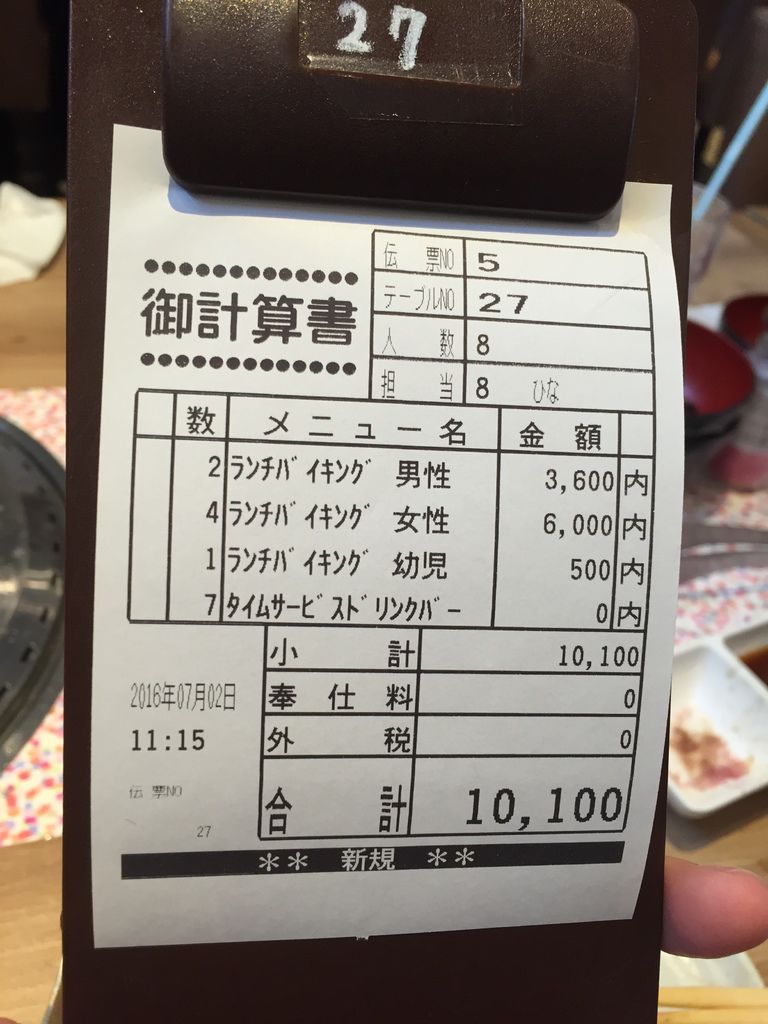 27
伝票NO 5
テーブルNO 27
人数 8
担当 8 ひな
御計算書
数 メニュー名 金額
2 ﾗﾝﾁﾊﾞｲｷﾝｸﾞ 男性 3,600 内
4 ﾗﾝﾁﾊﾞｲｷﾝｸﾞ 女性 6,000 内
1 ﾗﾝﾁﾊﾞｲｷﾝｸﾞ 幼児 500 内
7 ﾀｲﾑｻｰﾋﾞｽﾄﾞﾘﾝｸﾊﾞｰ 0 内
小計 10,100
奉仕料 0
外税 0
合計 10,100
2016年07月02日
11:15
伝票NO
27
** 新規 **